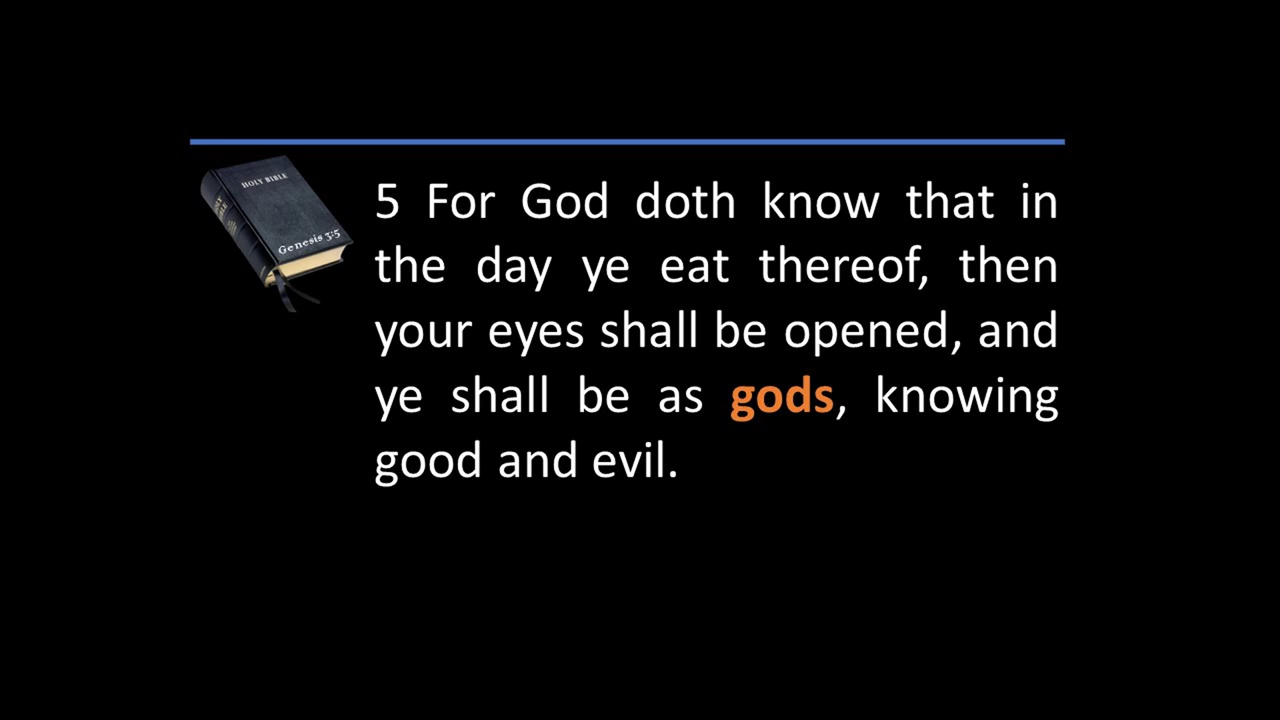 HOLY BIBLE
Genesis 3:5
5 For God doth know that in
the day ye eat thereof, then
your eyes shall be opened, and
ye shall be as gods, knowing
good and evil.